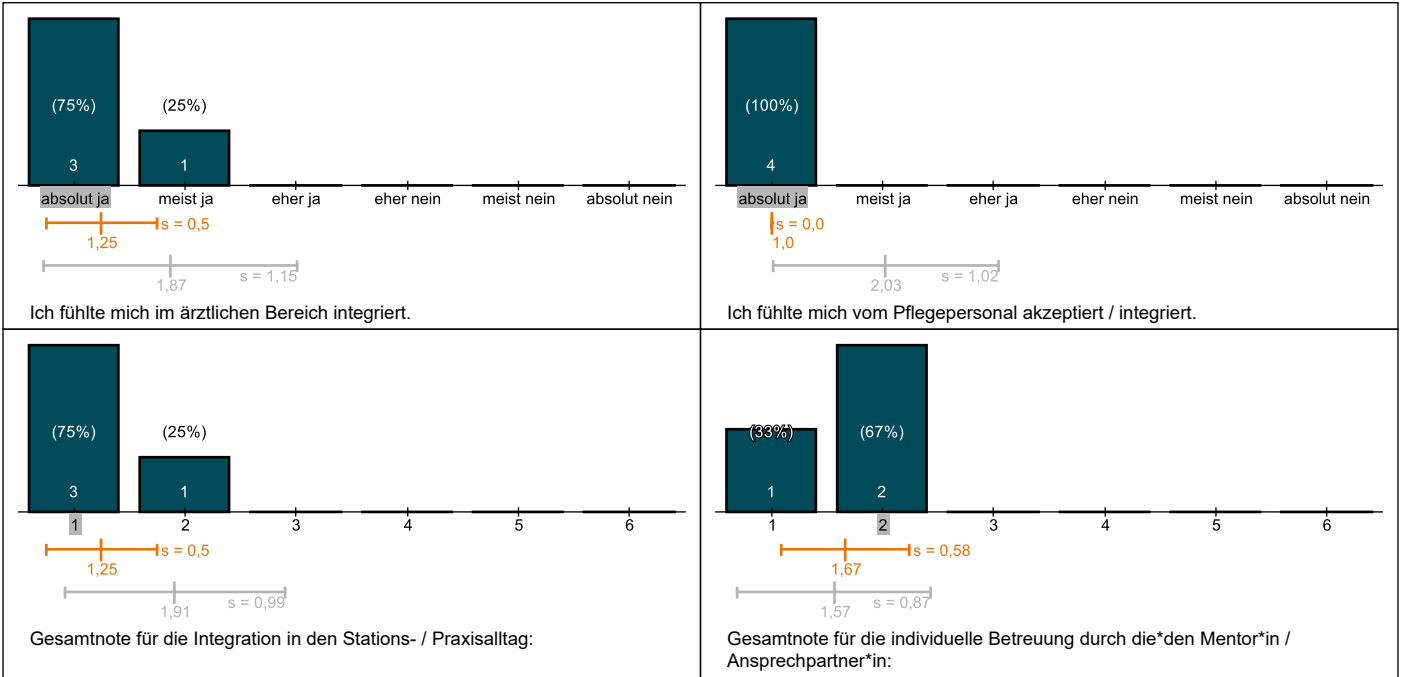 (75%)
(25%)
3
1
absolut ja
meist ja
eher ja
eher nein
meist nein
absolut nein
s = 0,5
1,25
s = 1,15
1,87
Ich fühlte mich im ärztlichen Bereich integriert.
(100%)
4
absolut ja
meist ja
eher ja
eher nein
meist nein
absolut nein
s = 0,0
1,0
s = 1,02
2,03
Ich fühlte mich vom Pflegepersonal akzeptiert / integriert.
(75%)
(25%)
3
1
1
2
3
4
5
6
s = 0,5
1,25
s = 0,99
1,91
Gesamtnote für die Integration in den Stations- / Praxisalltag:
(33%)
(67%)
1
2
1
2
3
4
5
6
s = 0,58
1,67
s = 0,87
1,57
Gesamtnote für die individuelle Betreuung durch die*den Mentor*in /
Ansprechpartner*in: